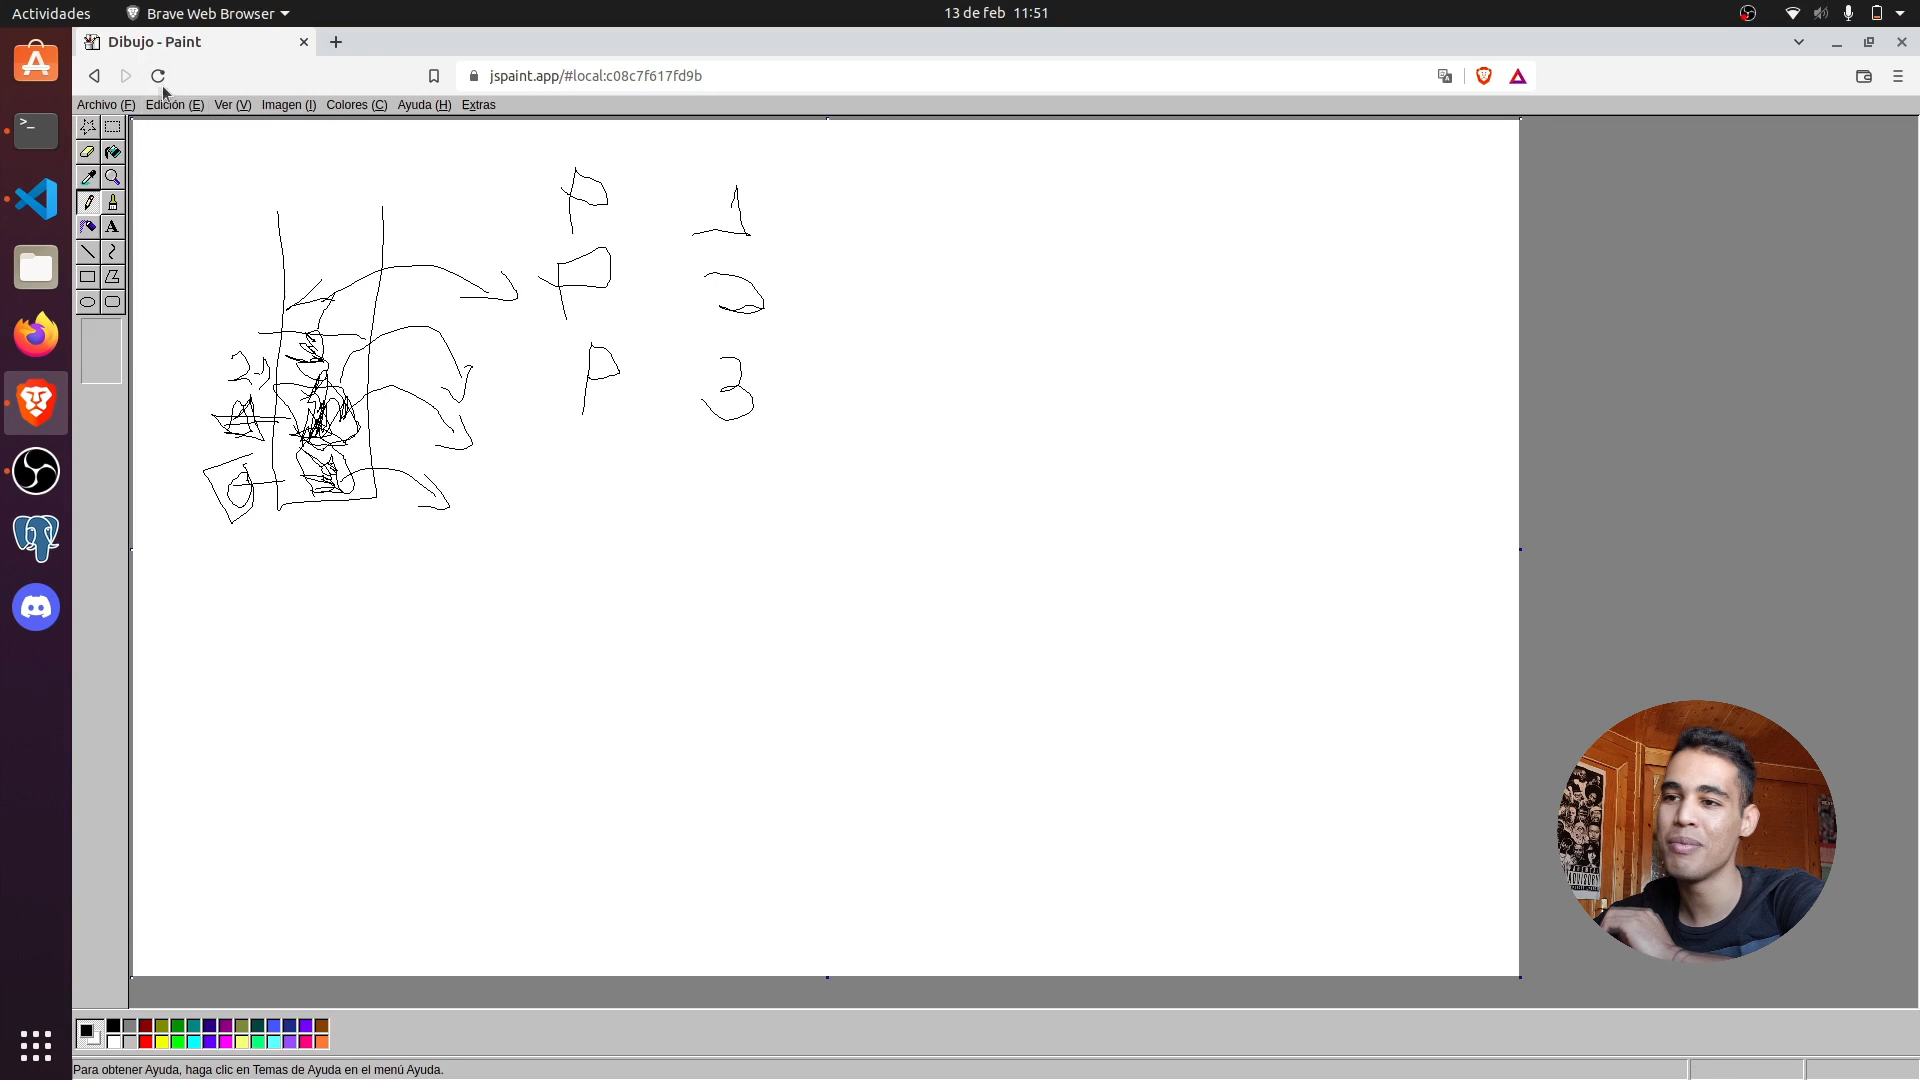 Actividades
Brave Web Browser
13 de feb 11:51
Dibujo - Paint
jspaint.app/#local:c08c7f617fd9b
Archivo (F) Edición (E) Ver (V) Imagen (I) Colores (C) Ayuda (H) Extras
P 1
P 2
P 3
Para obtener Ayuda, haga clic en Temas de Ayuda en el menú Ayuda.